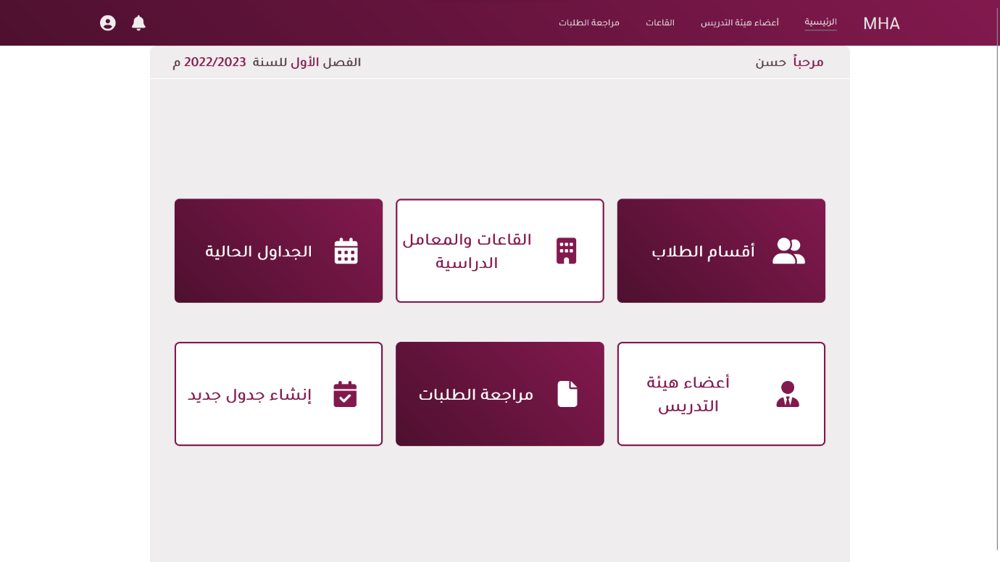 MHA
الرئيسية
أعضاء هيئة التدريس
القاعات
مراجعة الطلبات
مرحباً حسن
الفصل الأول للسنة 2022/2023 م
أقسام الطلاب
القاعات والمعامل
الدراسية
الجداول الحالية
أعضاء هيئة
التدريس
مراجعة الطلبات
إنشاء جدول جديد